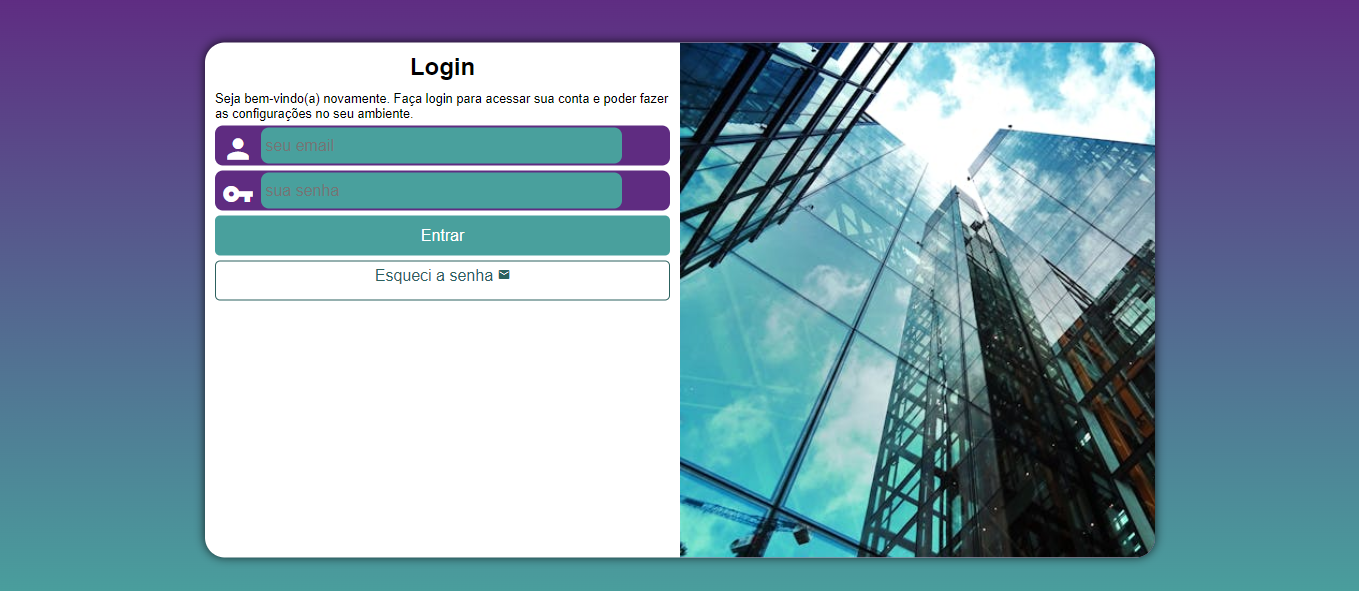 Login
Seja bem-vindo(a) novamente. Faça login para acessar sua conta e poder fazer
as configurações no seu ambiente.
seu email
sua senha
Entrar
Esqueci a senha